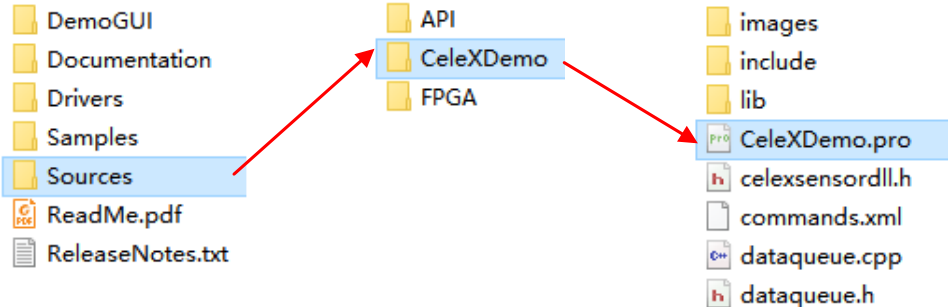 DemoGUI
Documentation
Drivers
Samples
Sources
ReadMe.pdf
ReleaseNotes.txt
API
CeleXDemo
FPGA
images
include
lib
CeleXDemo.pro
celexsensordll.h
commands.xml
dataqueue.cpp
dataqueue.h